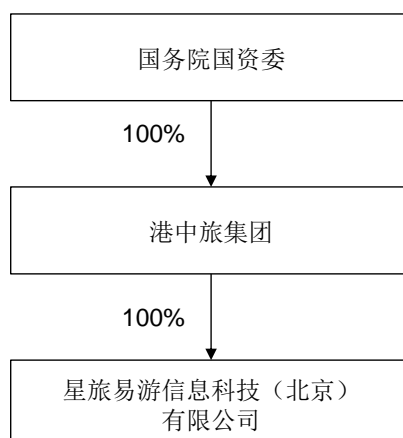 国务院国资委
100%
港中旅集团
100%
星旅易游信息科技（北京）
有限公司